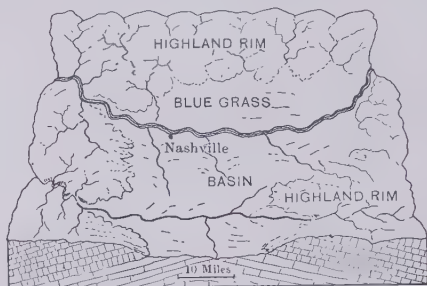 HIGHLAND RIM
BLUE GRASS
Nashville
BASIN
HIGHLAND RIM
10 Miles